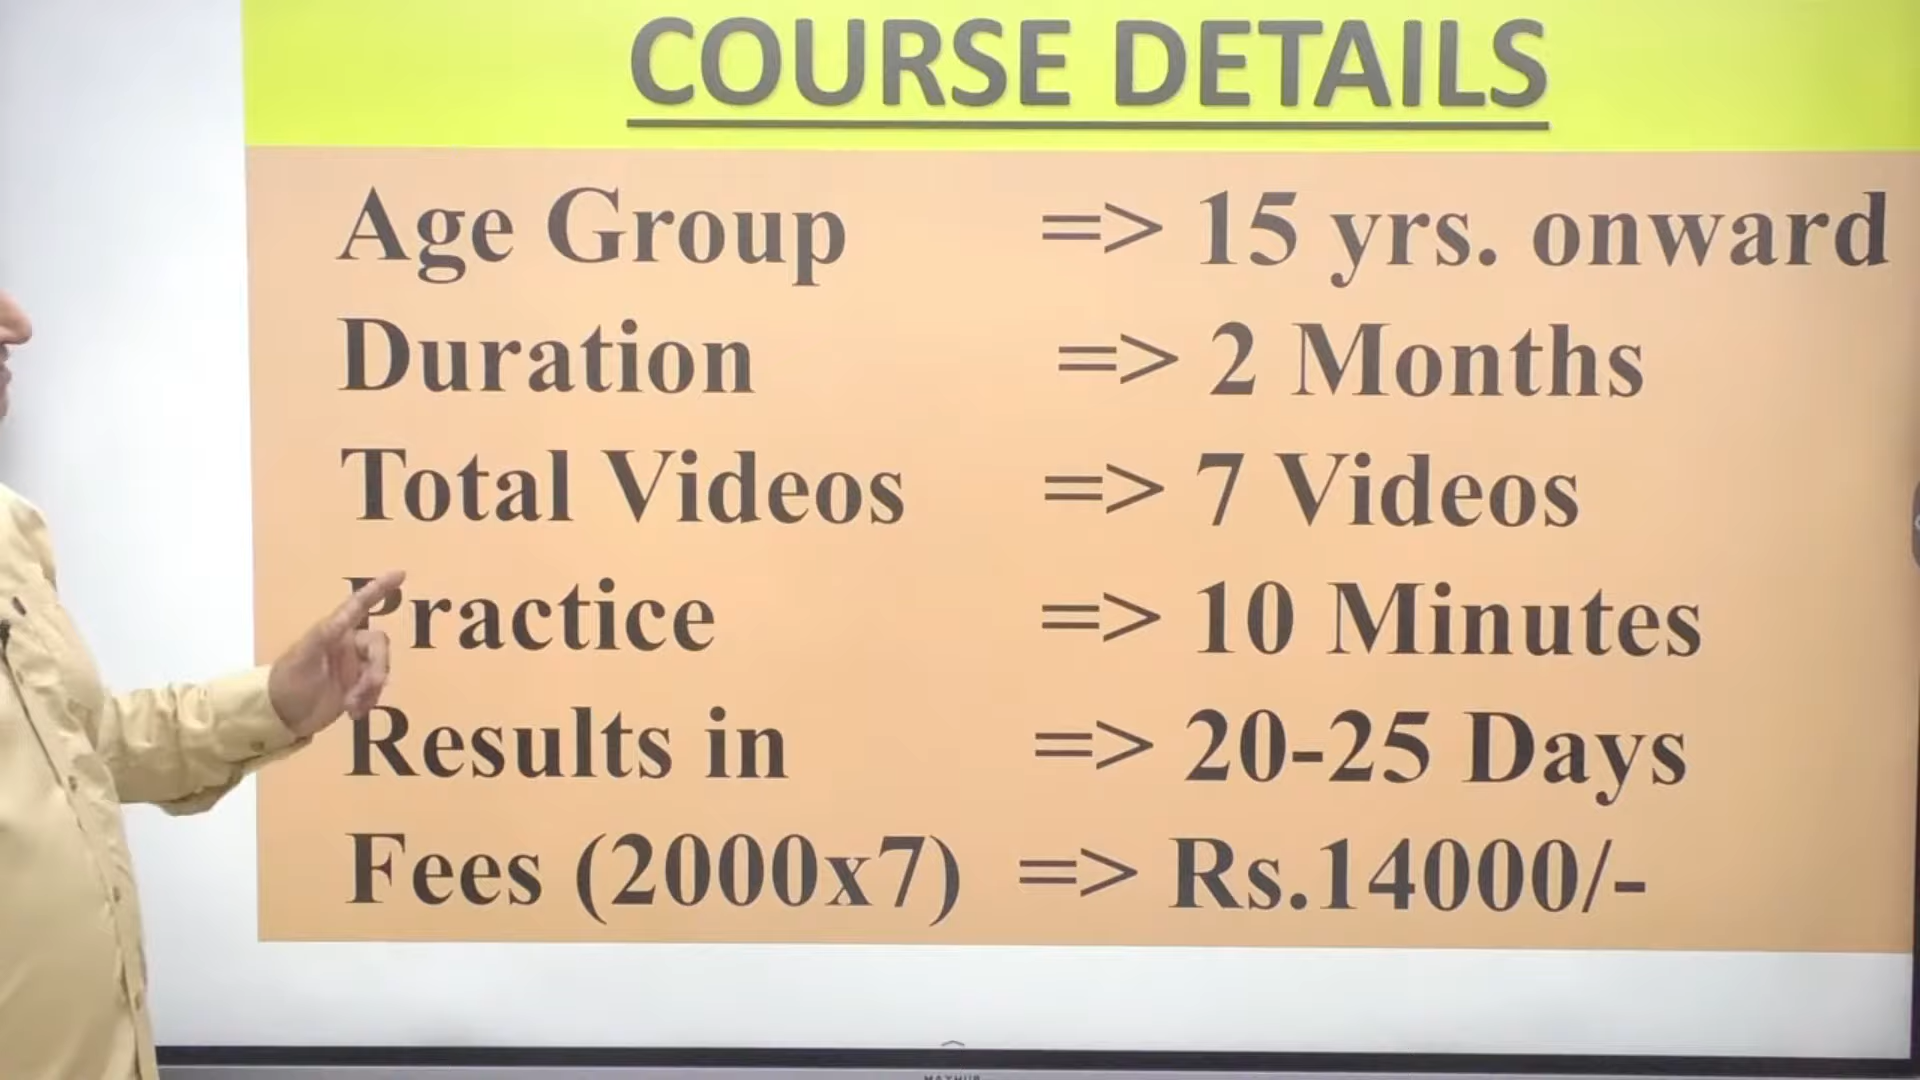 COURSE DETAILS
Age Group => 15 yrs. onward
Duration => 2 Months
Total Videos => 7 Videos
Practice => 10 Minutes
Results in => 20-25 Days
Fees (2000x7) => Rs.14000/-